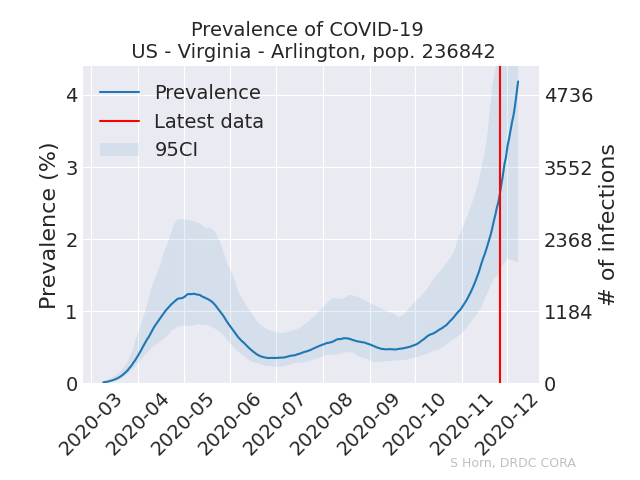 Prevalence of COVID-19
US - Virginia - Arlington, pop. 236842
Prevalence
Latest data
95CI
Prevalence (%)
4
3
2
1
0
# of infections
4736
3552
2368
1184
0
2020-03
2020-04
2020-05
2020-06
2020-07
2020-08
2020-09
2020-10
2020-11
2020-12
S Horn, DRDC CORA